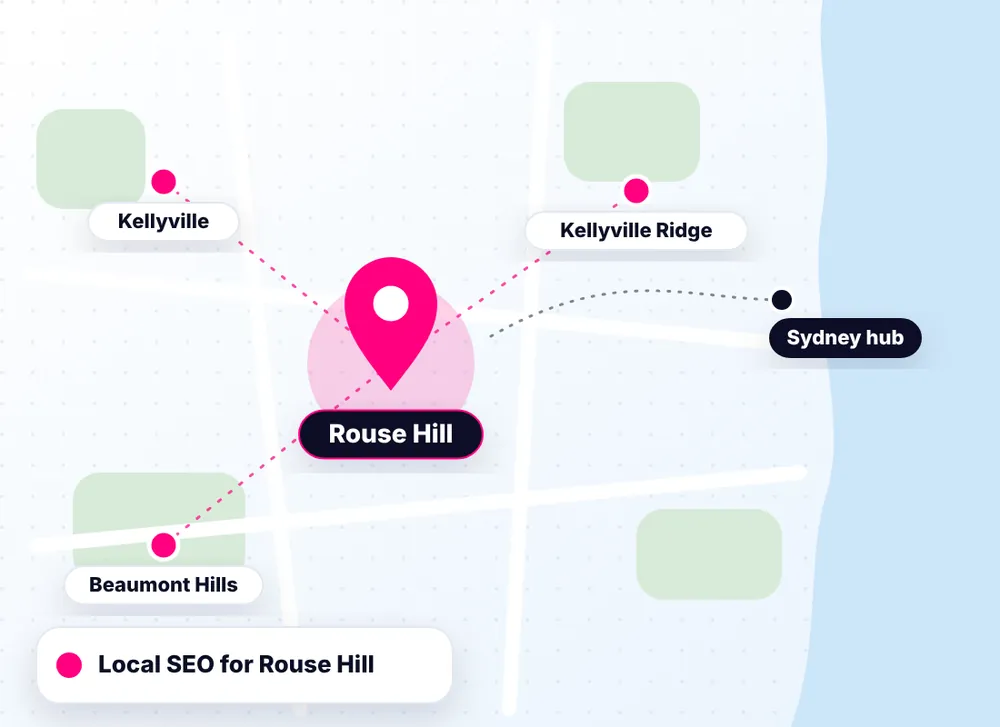 Kellyville
Kellyville Ridge
Sydney hub
Rouse Hill
Beaumont Hills
Local SEO for Rouse Hill